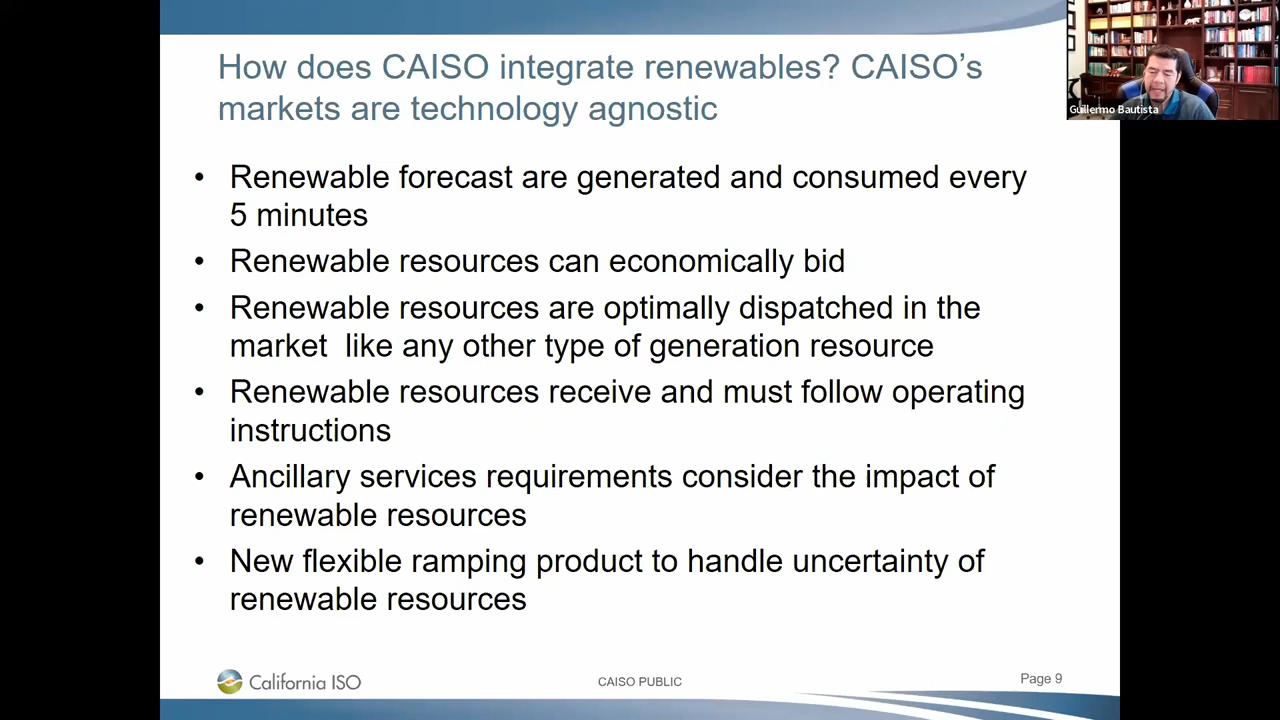 How does CAISO integrate renewables? CAISO’s
markets are technology agnostic
Guillermo Bautista
• Renewable forecast are generated and consumed every
5 minutes
• Renewable resources can economically bid
• Renewable resources are optimally dispatched in the
market like any other type of generation resource
• Renewable resources receive and must follow operating
instructions
• Ancillary services requirements consider the impact of
renewable resources
• New flexible ramping product to handle uncertainty of
renewable resources
California ISO
CAISO PUBLIC
Page 9